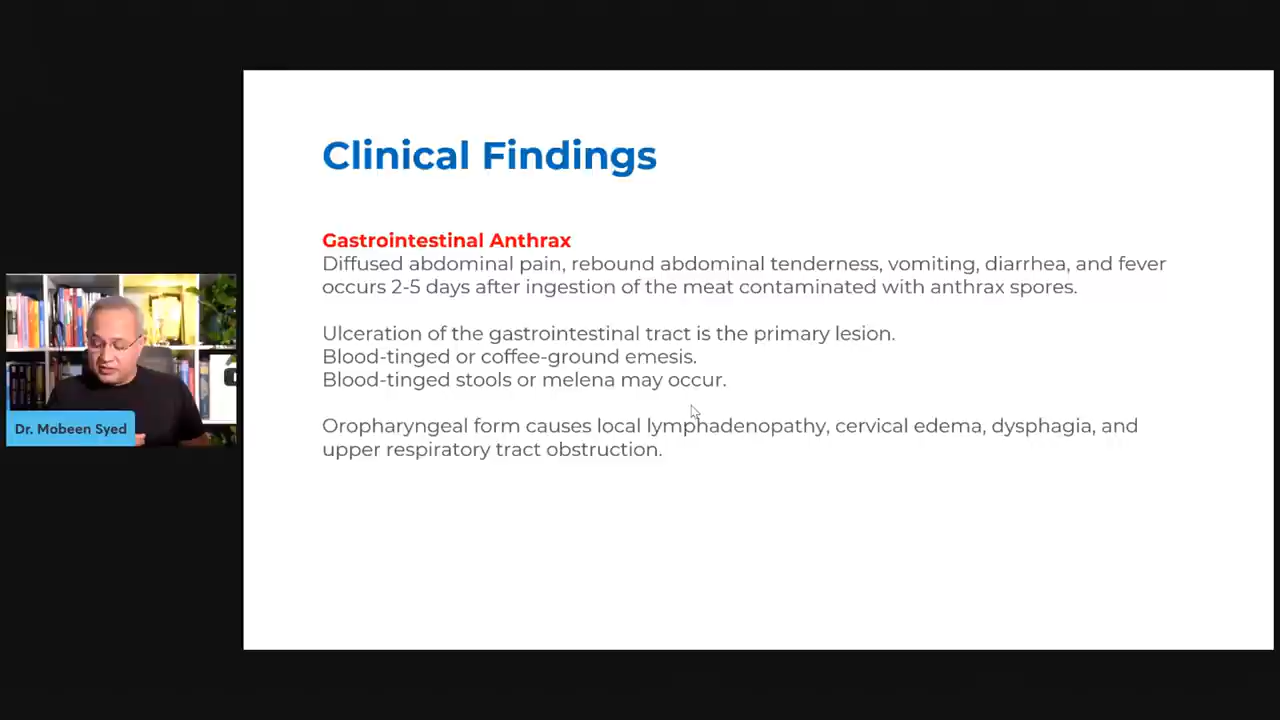 Clinical Findings
Gastrointestinal Anthrax
Diffused abdominal pain, rebound abdominal tenderness, vomiting, diarrhea, and fever
occurs 2-5 days after ingestion of the meat contaminated with anthrax spores.
Ulceration of the gastrointestinal tract is the primary lesion.
Blood-tinged or coffee-ground emesis.
Blood-tinged stools or melena may occur.
Oropharyngeal form causes local lymphadenopathy, cervical edema, dysphagia, and
upper respiratory tract obstruction.
Dr. Mobeen Syed